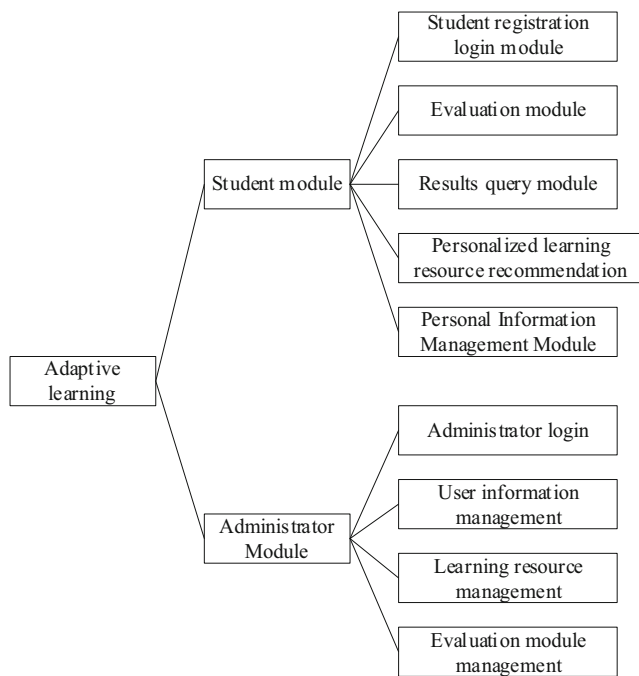 Student registration
login module
Evaluation module
Student module
Results query module
Personalized learning
resource recommendation
Personal Information
Management Module
Adaptive
learning
Administrator login
User information
management
Administrator
Module
Learning resource
management
Evaluation module
management